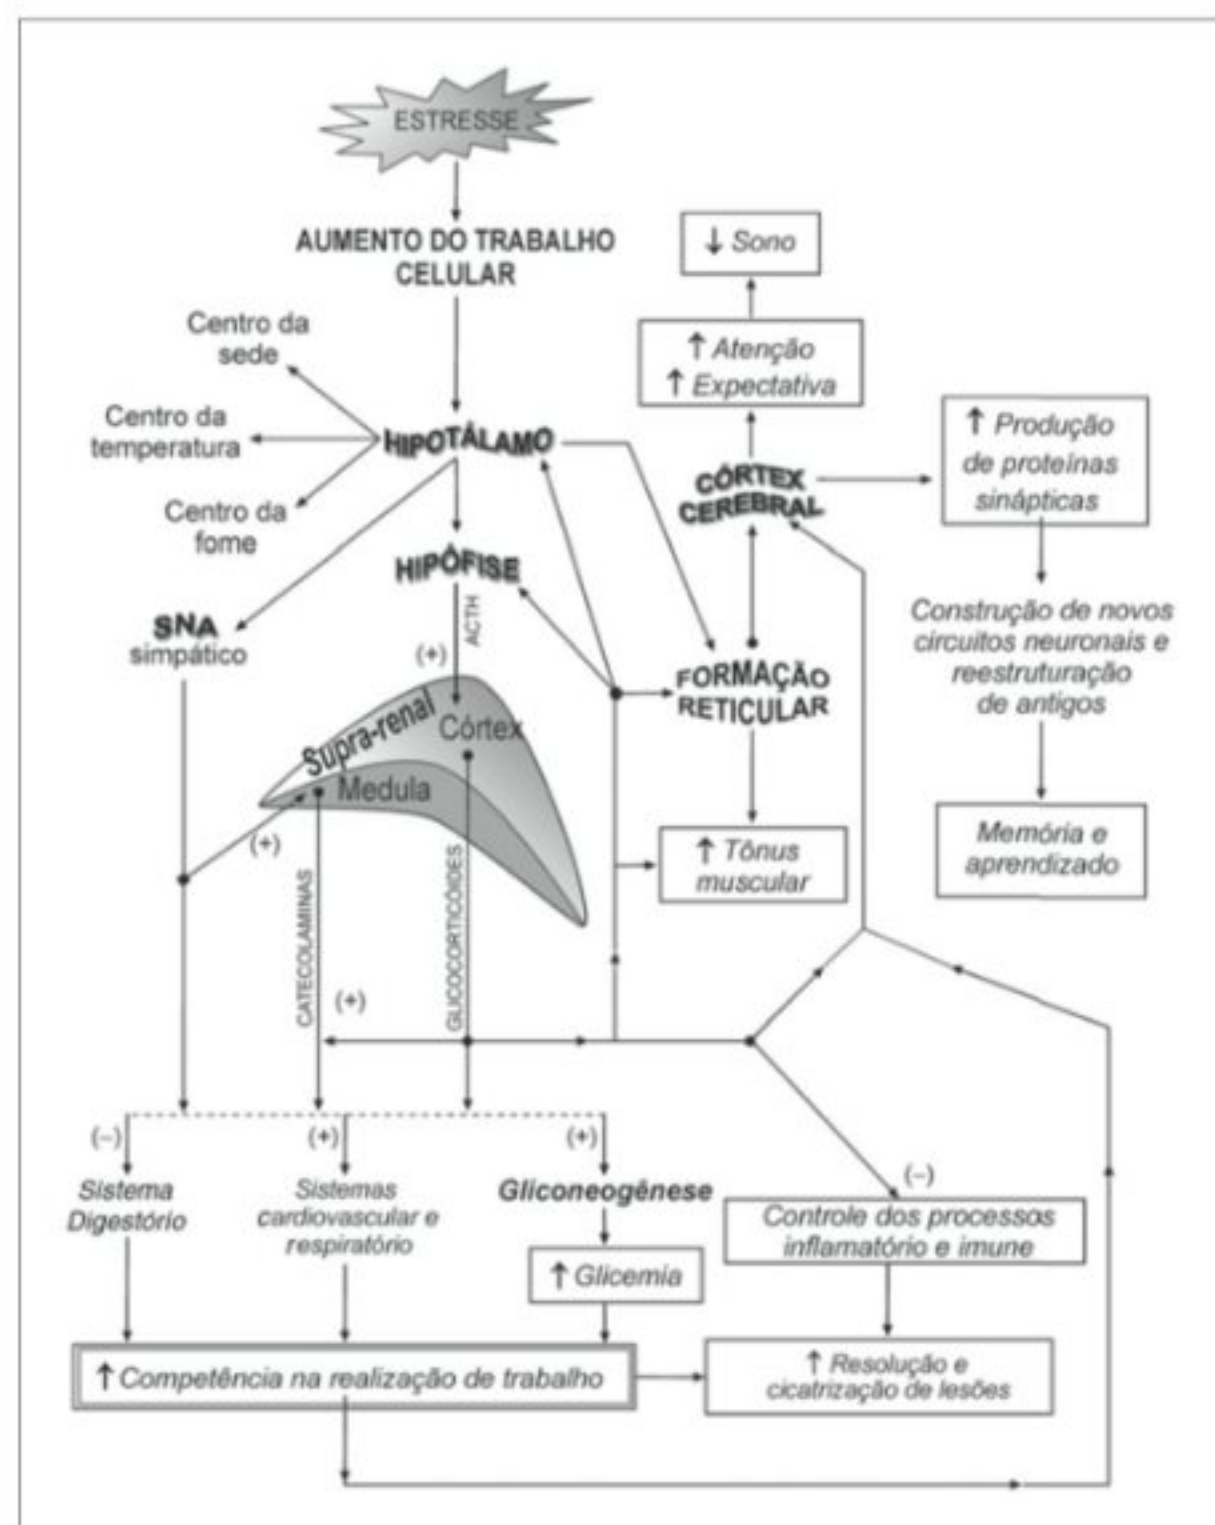 ESTRESSE
AUMENTO DO TRABALHO
CELULAR
↓ Sono
Centro da
sede
↑ Atenção
↑ Expectativa
Centro da
temperatura
HIPOTÁLAMO
↑ Produção
de proteínas
sinápticas
CÓRTEX
CEREBRAL
Centro da
fome
HIPÓFISE
ACTH
SNA
simpático
(+)
Construção de novos
circuitos neuronais e
reestruturação
de antigos
FORMAÇÃO
RETICULAR
Supra-renal
Córtex
Medula
(+)
↑ Tônus
muscular
Memória e
aprendizado
CATECOLAMINAS
(+)
GLICOCORTICÓIDES
(–)
(+)
(+)
(–)
Sistema
Digestório
Sistemas
cardiovascular e
respiratório
Gliconeogênese
Controle dos processos
inflamatório e imune
↑ Glicemia
↑ Competência na realização de trabalho
↑ Resolução e
cicatrização de lesões